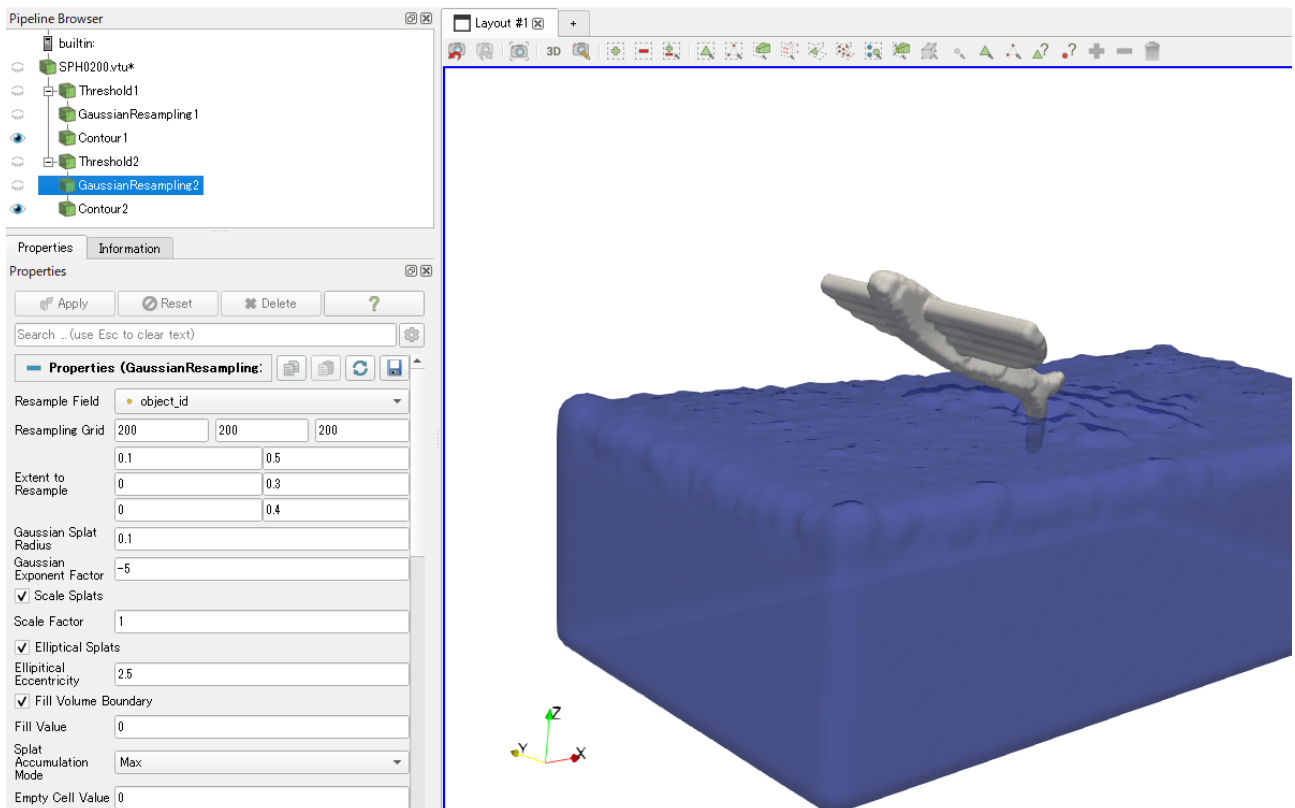 Pipeline Browser
builtin:
SPH0200.vtu*
Threshold1
GaussianResampling1
Contour1
Threshold2
GaussianResampling2
Contour2
Properties
Information
Properties
Apply
Reset
Delete
?
Search ... (use Esc to clear text)
Properties (GaussianResampling:
Resample Field
object_id
Resampling Grid
200
200
200
Extent to
Resample
0.1
0.5
0
0.3
0
0.4
Gaussian Splat
Radius
0.1
Gaussian
Exponent Factor
-5
Scale Splats
Scale Factor
1
Elliptical Splats
Ellipitical
Eccentricity
2.5
Fill Volume Boundary
Fill Value
0
Splat
Accumulation
Mode
Max
Empty Cell Value
0
Layout #1
+
3D
?
?
Z
Y
X